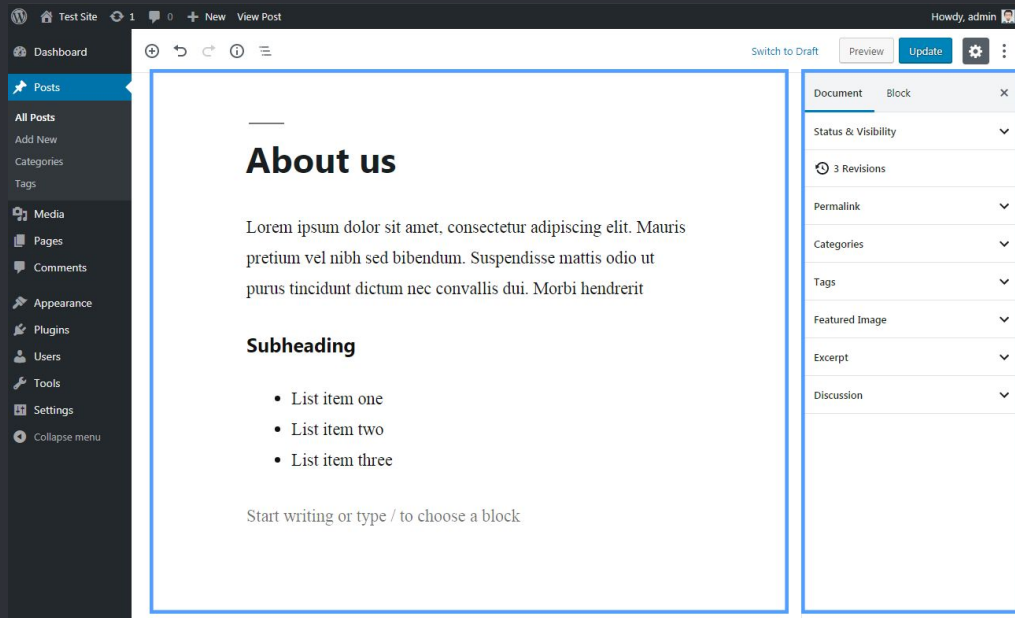 Test Site 1 0 New View Post Howdy, admin
Dashboard
Posts
All Posts
Add New
Categories
Tags
Media
Pages
Comments
Appearance
Plugins
Users
Tools
Settings
Collapse menu
Switch to Draft Preview Update
About us
Lorem ipsum dolor sit amet, consectetur adipiscing elit. Mauris
pretium vel nibh sed bibendum. Suspendisse mattis odio ut
purus tincidunt dictum nec convallis dui. Morbi hendrerit
Subheading
• List item one
• List item two
• List item three
Start writing or type / to choose a block
Document Block
Status & Visibility
3 Revisions
Permalink
Categories
Tags
Featured Image
Excerpt
Discussion